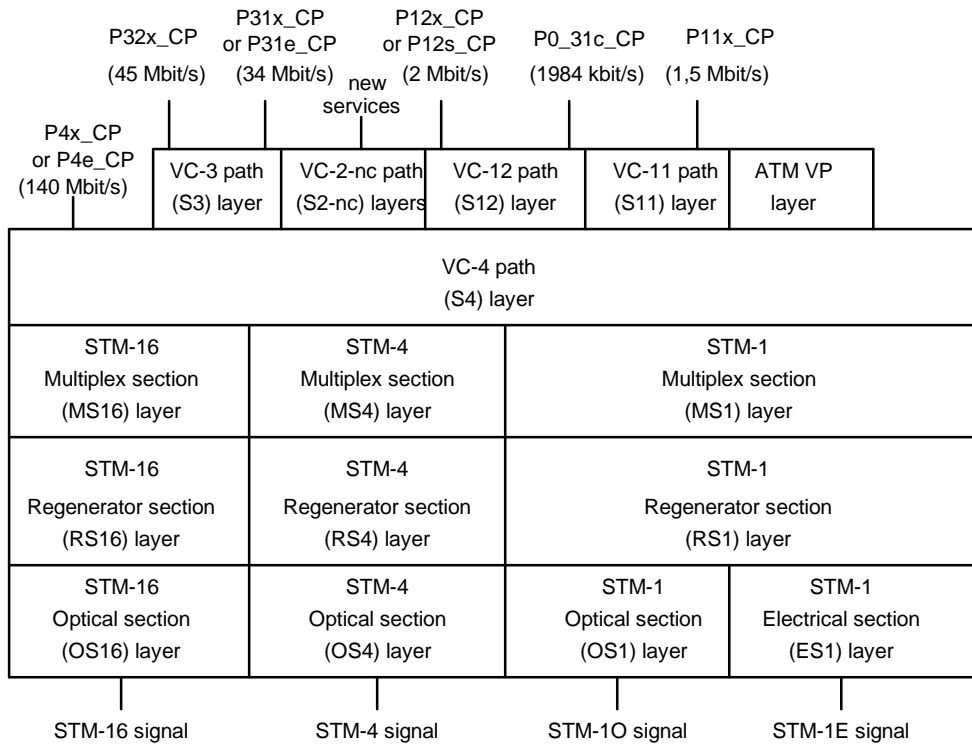 P32x_CP
(45 Mbit/s)
P31x_CP
or P31e_CP
(34 Mbit/s)
new
services
P12x_CP
or P12s_CP
(2 Mbit/s)
P0_31c_CP
(1984 kbit/s)
P11x_CP
(1,5 Mbit/s)
P4x_CP
or P4e_CP
(140 Mbit/s)
VC-3 path
(S3) layer
VC-2-nc path
(S2-nc) layers
VC-12 path
(S12) layer
VC-11 path
(S11) layer
ATM VP
layer
VC-4 path
(S4) layer
STM-16
Multiplex section
(MS16) layer
STM-4
Multiplex section
(MS4) layer
STM-1
Multiplex section
(MS1) layer
STM-16
Regenerator section
(RS16) layer
STM-4
Regenerator section
(RS4) layer
STM-1
Regenerator section
(RS1) layer
STM-16
Optical section
(OS16) layer
STM-4
Optical section
(OS4) layer
STM-1
Optical section
(OS1) layer
STM-1
Electrical section
(ES1) layer
STM-16 signal
STM-4 signal
STM-1O signal
STM-1E signal